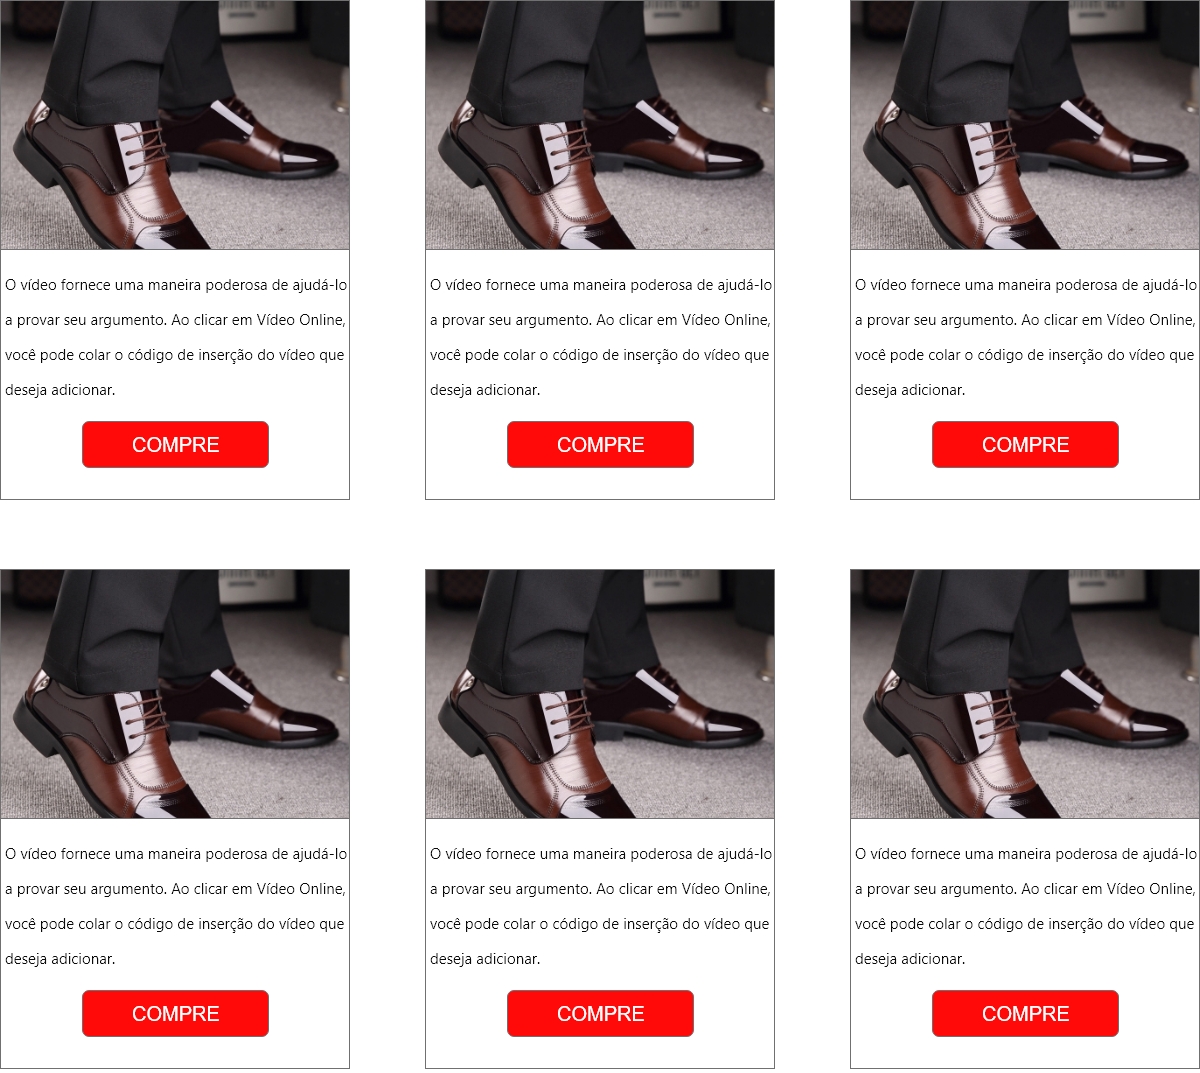 O vídeo fornece uma maneira poderosa de ajudá-lo
a provar seu argumento. Ao clicar em Vídeo Online,
você pode colar o código de inserção do vídeo que
deseja adicionar.
COMPRE
O vídeo fornece uma maneira poderosa de ajudá-lo
a provar seu argumento. Ao clicar em Vídeo Online,
você pode colar o código de inserção do vídeo que
deseja adicionar.
COMPRE
O vídeo fornece uma maneira poderosa de ajudá-lo
a provar seu argumento. Ao clicar em Vídeo Online,
você pode colar o código de inserção do vídeo que
deseja adicionar.
COMPRE
O vídeo fornece uma maneira poderosa de ajudá-lo
a provar seu argumento. Ao clicar em Vídeo Online,
você pode colar o código de inserção do vídeo que
deseja adicionar.
COMPRE
O vídeo fornece uma maneira poderosa de ajudá-lo
a provar seu argumento. Ao clicar em Vídeo Online,
você pode colar o código de inserção do vídeo que
deseja adicionar.
COMPRE
O vídeo fornece uma maneira poderosa de ajudá-lo
a provar seu argumento. Ao clicar em Vídeo Online,
você pode colar o código de inserção do vídeo que
deseja adicionar.
COMPRE